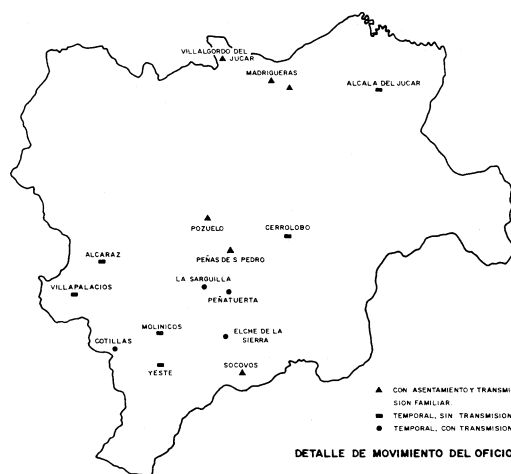 VILLALGORDO DEL
JUCAR
MADRIGUERAS
ALCALA DEL JUCAR
POZUELO
CERROLOBO
PEÑAS DE S. PEDRO
ALCARAZ
LA SARGUILLA
VILLAPALACIOS
PEÑATUERTA
MOLINICOS
ELCHE DE LA
SIERRA
COTILLAS
YESTE
SOCOVOS
CON ASENTAMIENTO Y TRANSMI
SION FAMILIAR.
TEMPORAL, SIN TRANSMISION
TEMPORAL, CON TRANSMISION
DETALLE DE MOVIMIENTO DEL OFICIO